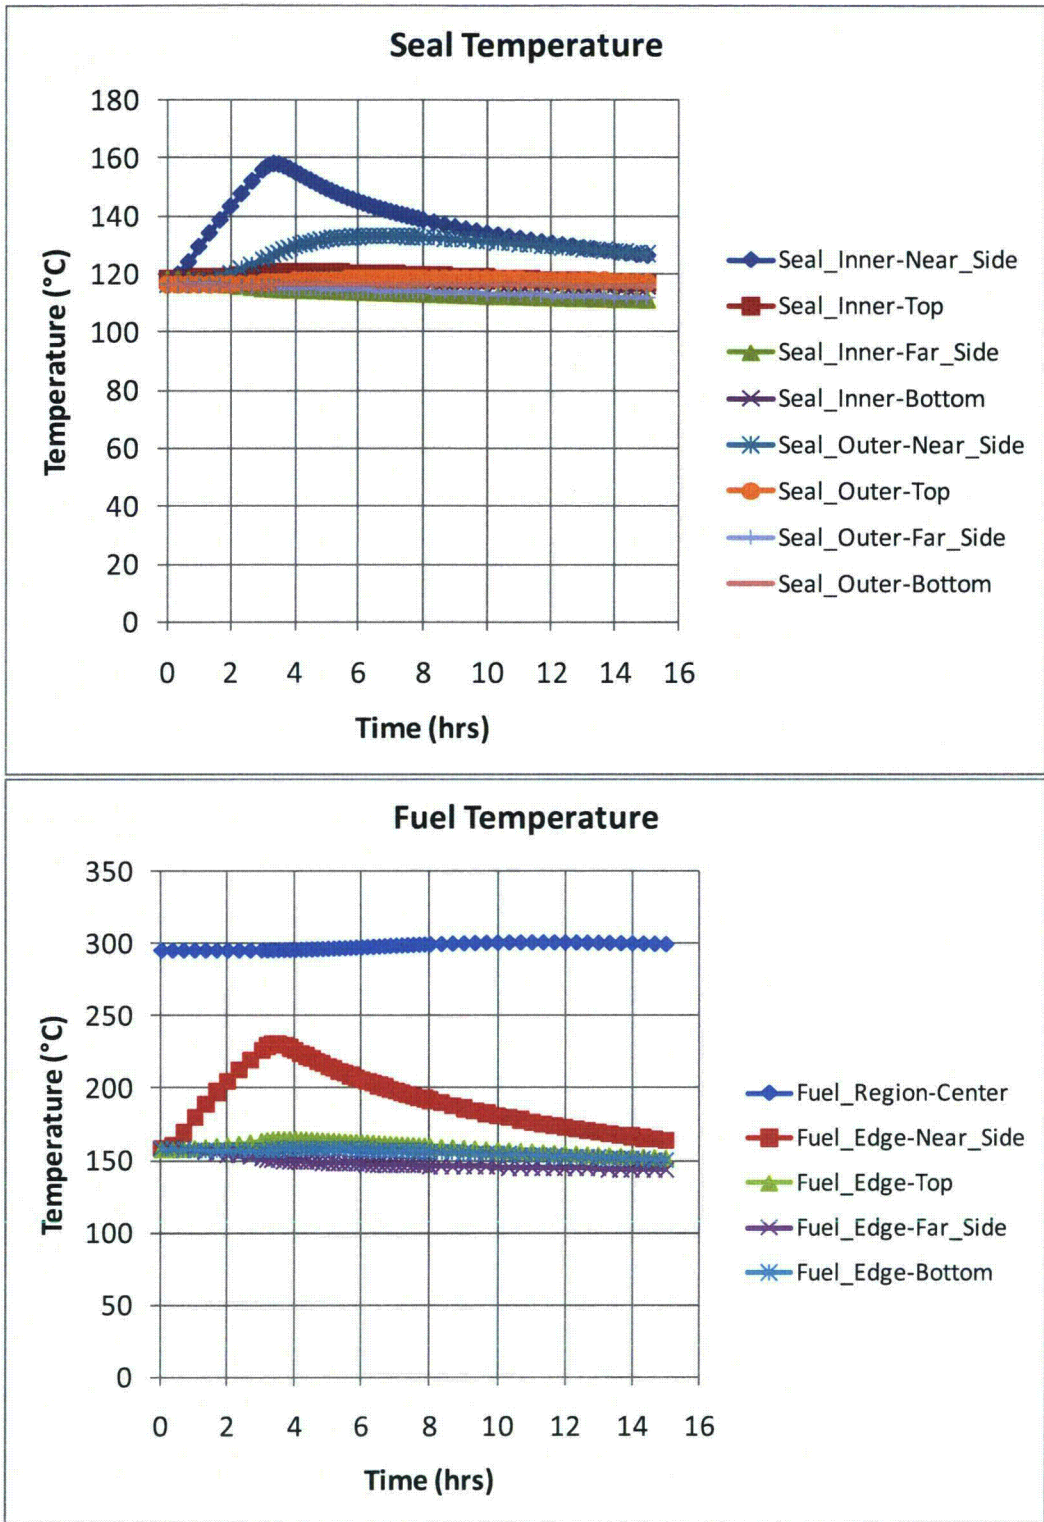 Seal Temperature
180
160
140
120
100
80
60
40
20
0
Temperature (°C)
0 2 4 6 8 10 12 14 16
Time (hrs)
Seal_Inner-Near_Side
Seal_Inner-Top
Seal_Inner-Far_Side
Seal_Inner-Bottom
Seal_Outer-Near_Side
Seal_Outer-Top
Seal_Outer-Far_Side
Seal_Outer-Bottom
Fuel Temperature
350
300
250
200
150
100
50
0
Temperature (°C)
0 2 4 6 8 10 12 14 16
Time (hrs)
Fuel_Region-Center
Fuel_Edge-Near_Side
Fuel_Edge-Top
Fuel_Edge-Far_Side
Fuel_Edge-Bottom